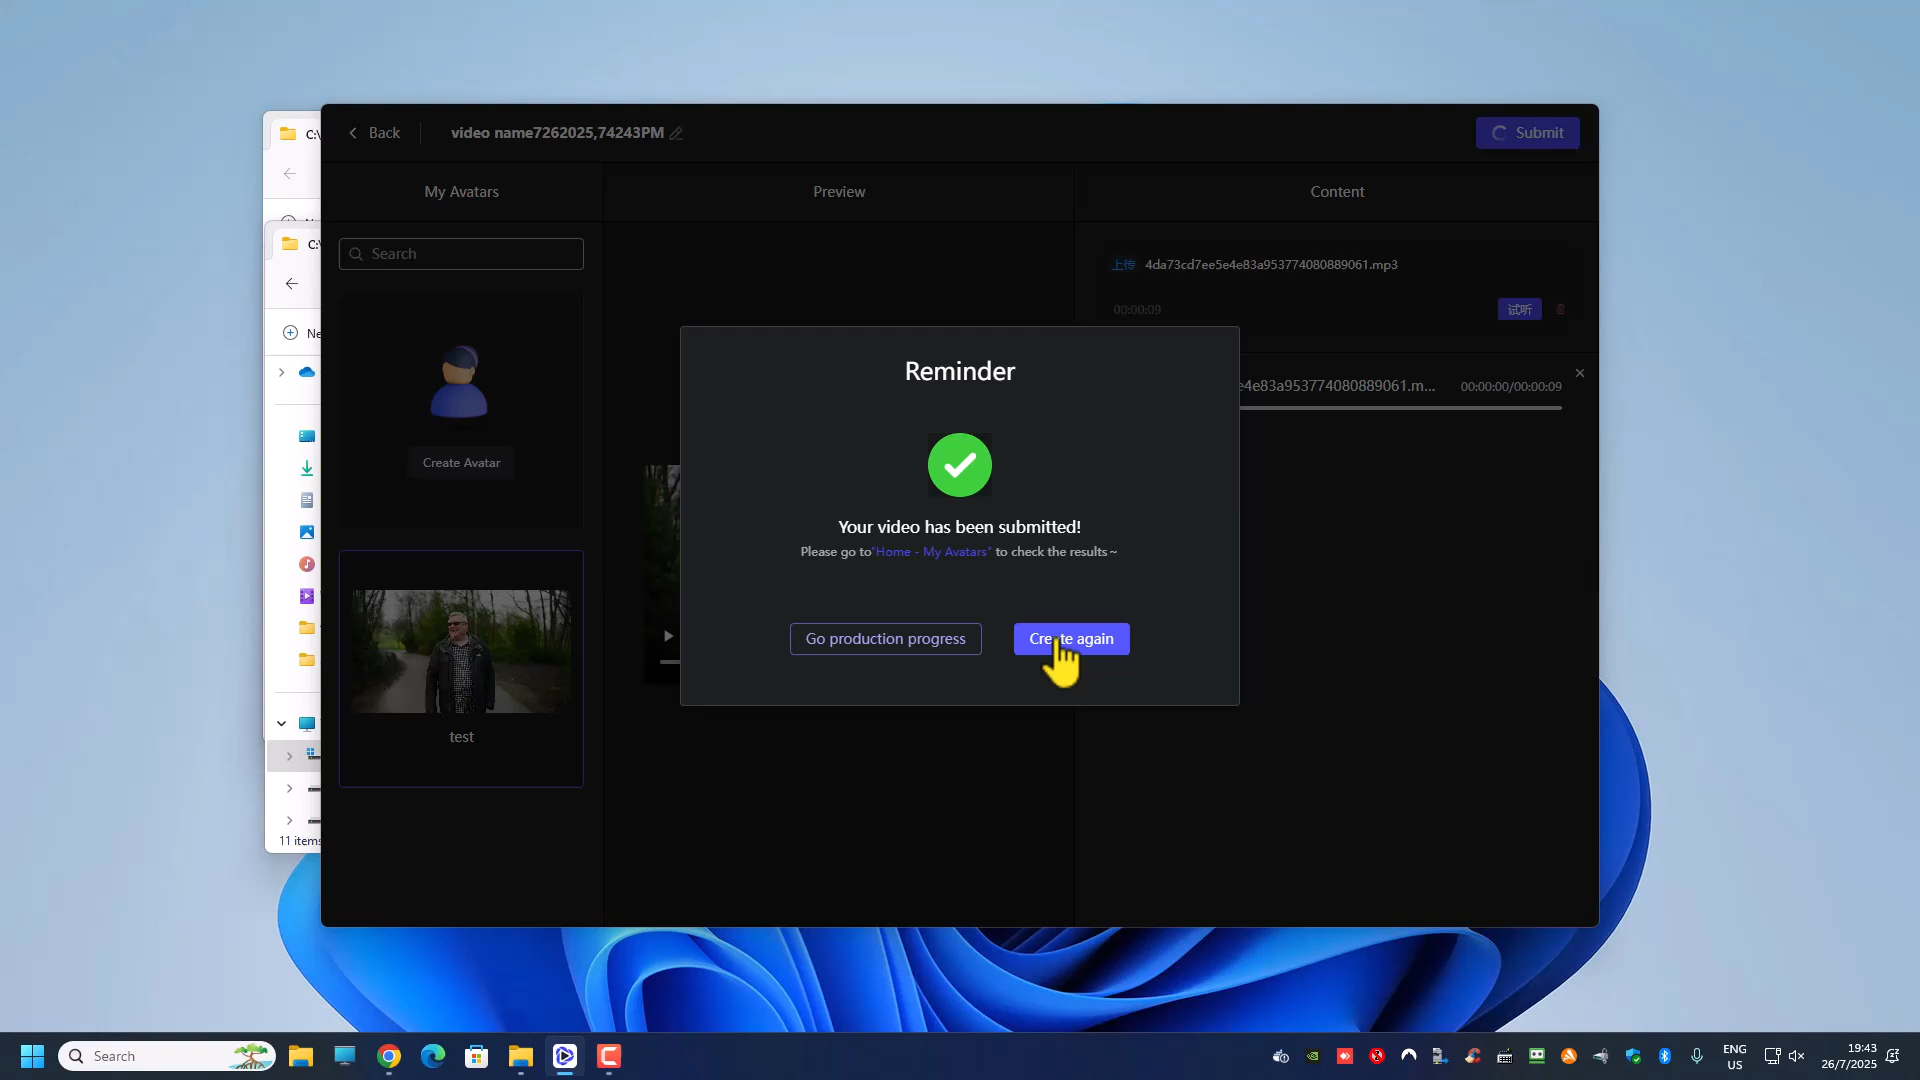 C:\
C:\
Back
video name7262025,74243PM
Submit
My Avatars
Preview
Content
Search
上传 4da73cd7ee5e4e83a953774080889061.mp3
00:00:09
试听
Create Avatar
e4e83a953774080889061.m...
00:00:00/00:00:09
Reminder
Your video has been submitted!
Please go to"Home - My Avatars" to check the results~
Go production progress
Create again
test
11 items
Search
ENG
US
19:43
26/7/2025